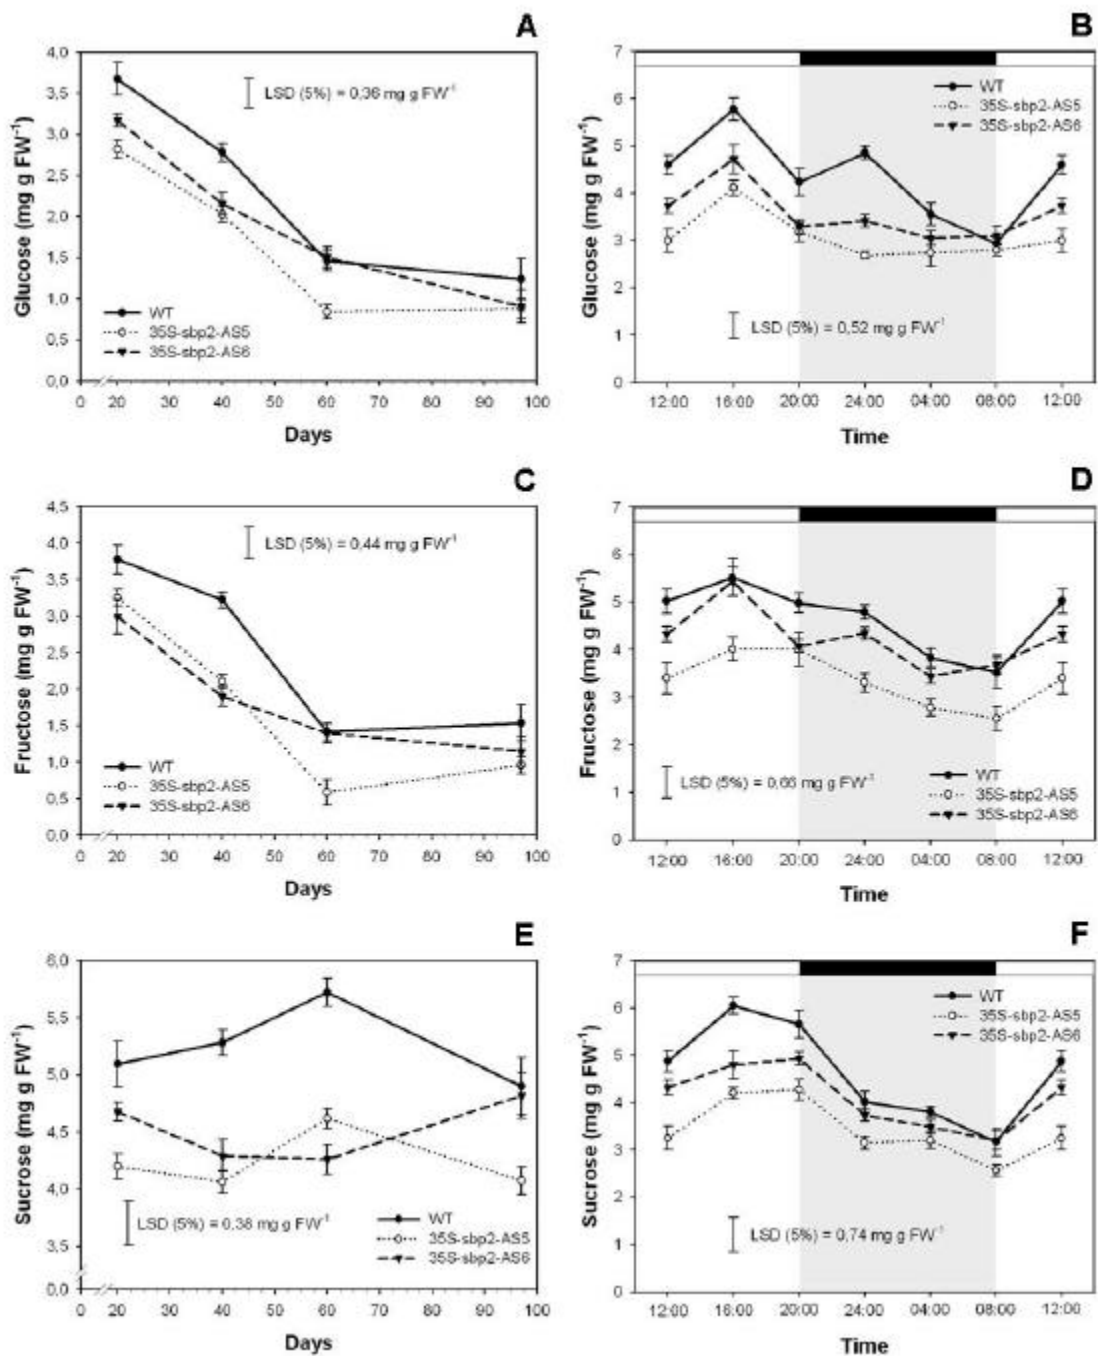 A
4,0
3,5
3,0
2,5
2,0
1,5
1,0
0,5
0,0
Glucose (mg g FW-1)
LSD (5%) = 0,36 mg g FW-1
WT
35S-sbp2-AS5
35S-sbp2-AS6
0 20 30 40 50 60 70 80 90 100
Days
B
7
6
5
4
3
2
1
0
Glucose (mg g FW-1)
WT
35S-sbp2-AS5
35S-sbp2-AS6
LSD (5%) = 0,52 mg g FW-1
12:00 16:00 20:00 24:00 04:00 08:00 12:00
Time
C
4,5
4,0
3,5
3,0
2,5
2,0
1,5
1,0
0,5
0,0
Fructose (mg g FW-1)
LSD (5%) = 0,44 mg g FW-1
WT
35S-sbp2-AS5
35S-sbp2-AS6
0 20 30 40 50 60 70 80 90 100
Days
D
7
6
5
4
3
2
1
0
Fructose (mg g FW-1)
LSD (5%) = 0,66 mg g FW-1
WT
35S-sbp2-AS5
35S-sbp2-AS6
12:00 16:00 20:00 24:00 04:00 08:00 12:00
Time
E
6,0
5,5
5,0
4,5
4,0
3,5
0,0
Sucrose (mg g FW-1)
LSD (5%) = 0,38 mg g FW-1
WT
35S-sbp2-AS5
35S-sbp2-AS6
0 20 30 40 50 60 70 80 90 100
Days
F
7
6
5
4
3
2
1
0
Sucrose (mg g FW-1)
WT
35S-sbp2-AS5
35S-sbp2-AS6
LSD (5%) = 0,74 mg g FW-1
12:00 16:00 20:00 24:00 04:00 08:00 12:00
Time